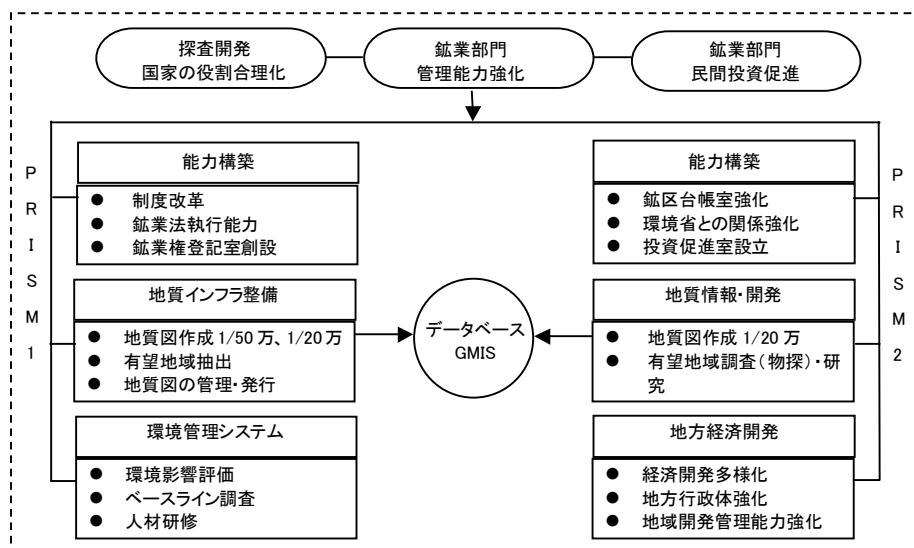 探査開発
国家の役割合理化
鉱業部門
管理能力強化
鉱業部門
民間投資促進
PRISM1
能力構築
● 制度改革
● 鉱業法執行能力
● 鉱業権登記室創設
地質インフラ整備
● 地質図作成 1/50 万、1/20 万
● 有望地域抽出
● 地質図の管理・発行
環境管理システム
● 環境影響評価
● ベースライン調査
● 人材研修
データベース
GMIS
能力構築
● 鉱区台帳室強化
● 環境省との関係強化
● 投資促進室設立
地質情報・開発
● 地質図作成 1/20 万
● 有望地域調査(物探)・研
究
地方経済開発
● 経済開発多様化
● 地方行政体強化
● 地域開発管理能力強化
PRISM2